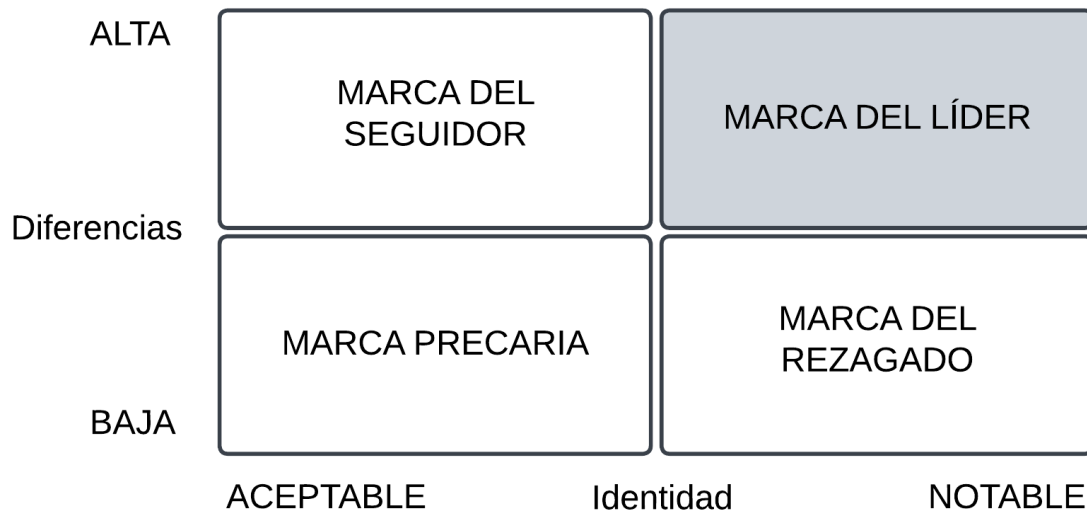 ALTA
MARCA DEL
SEGUIDOR
MARCA DEL LÍDER
Diferencias
MARCA PRECARIA
MARCA DEL
REZAGADO
BAJA
ACEPTABLE
Identidad
NOTABLE